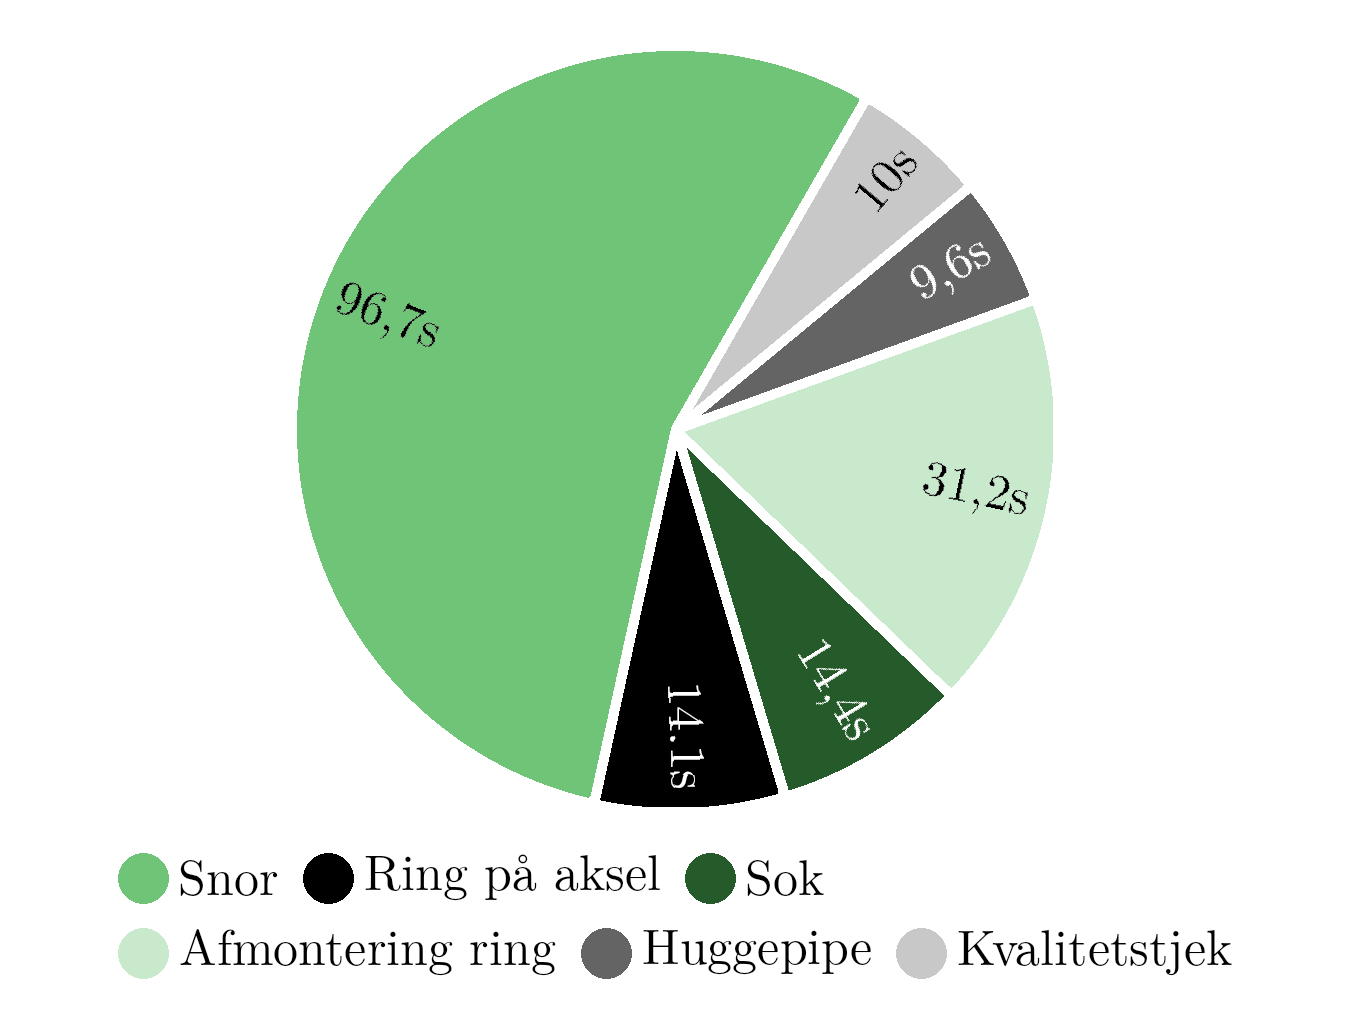 10s
9,6s
96,7s
31,2s
14,4s
14.1s
Snor Ring på aksel Sok
Afmontering ring Huggepipe Kvalitetstjek